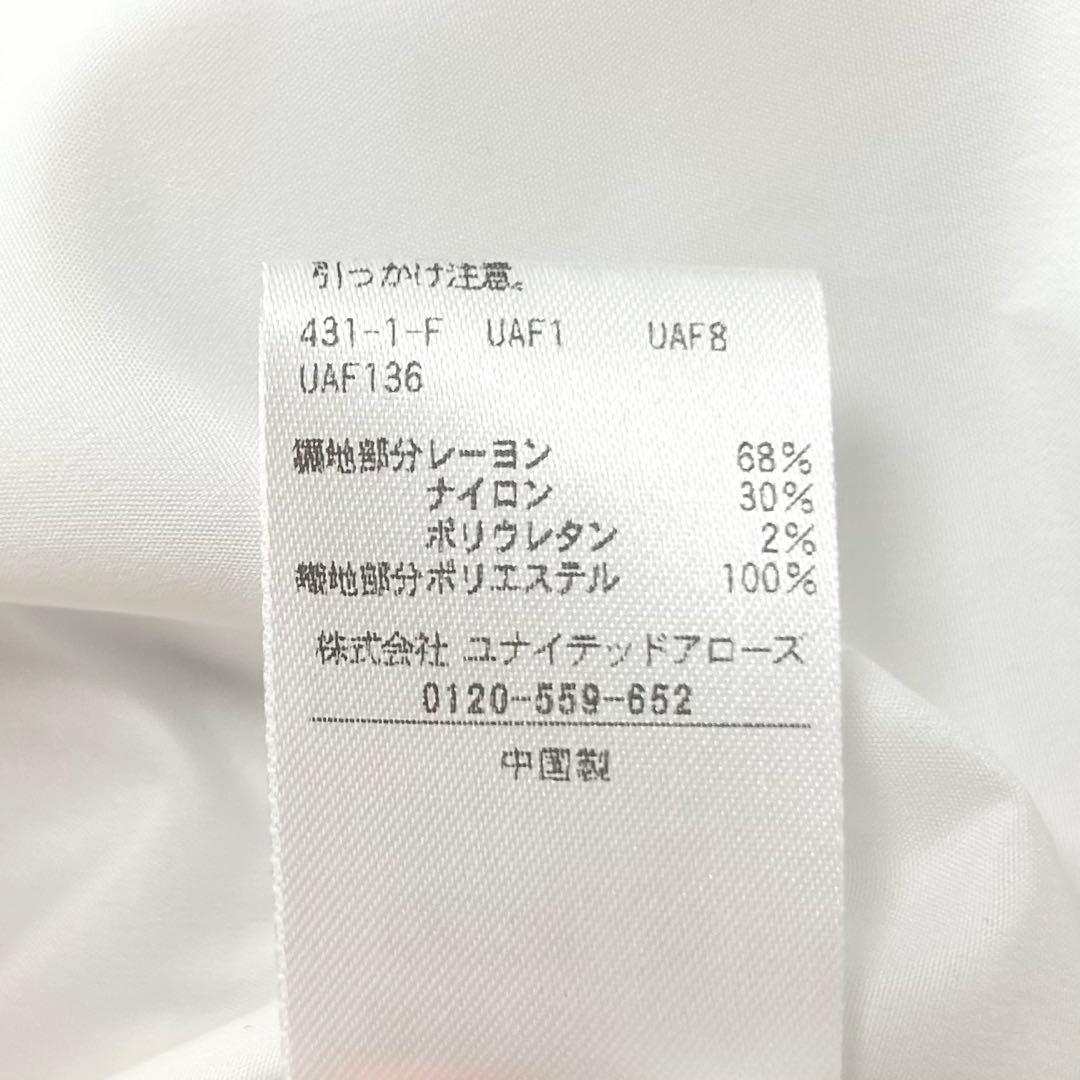 引っかけ注意。
431-1-F UAF1 UAF8
UAF136
編地部分 レーヨン 68%
ナイロン 30%
ポリウレタン 2%
織地部分 ポリエステル 100%
株式会社 ユナイテッドアローズ
0120-559-652
中国製